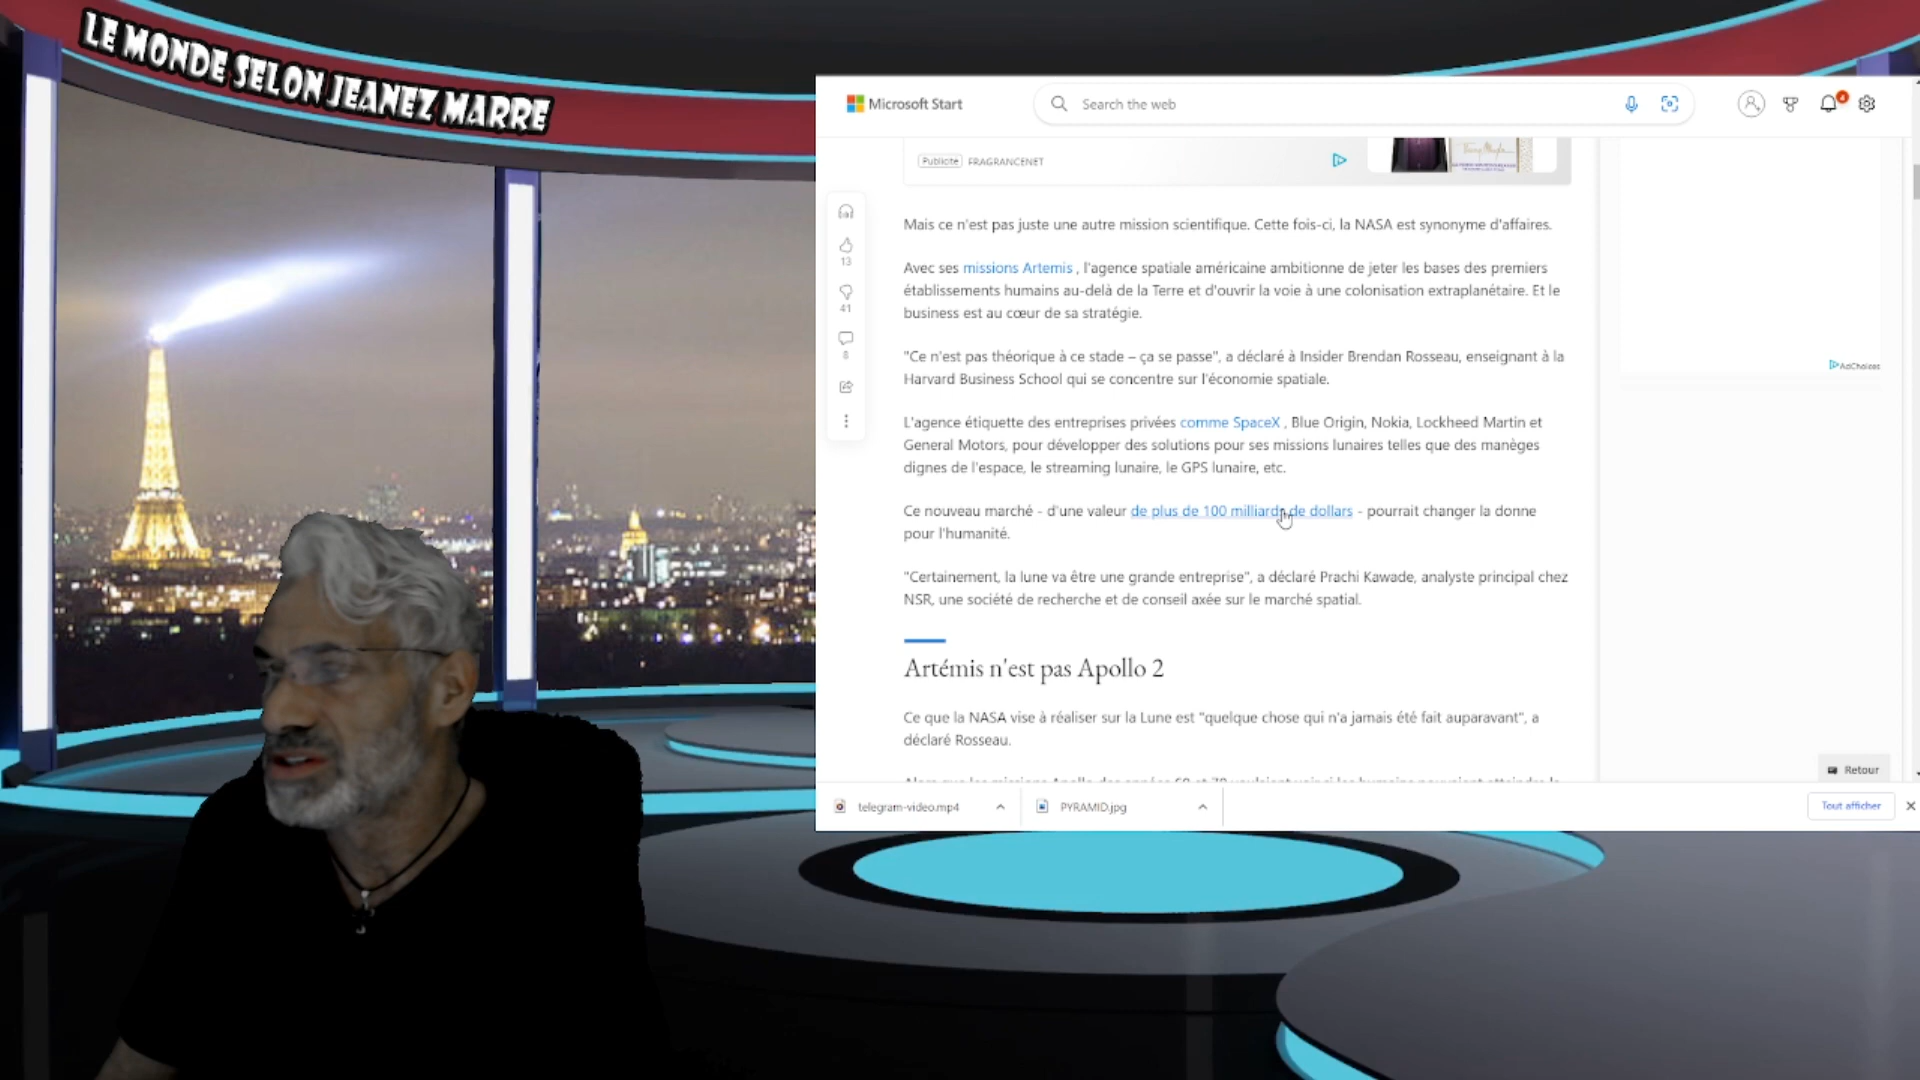 LE MONDE SELON JEANEZ MARRE
Microsoft Start
Search the web
4
Publicité FRAGRANCENET
Mais ce n'est pas juste une autre mission scientifique. Cette fois-ci, la NASA est synonyme d'affaires.
13
Avec ses missions Artemis , l'agence spatiale américaine ambitionne de jeter les bases des premiers
établissements humains au-delà de la Terre et d'ouvrir la voie à une colonisation extraplanétaire. Et le
business est au cœur de sa stratégie.
41
8
"Ce n'est pas théorique à ce stade – ça se passe", a déclaré à Insider Brendan Rosseau, enseignant à la
Harvard Business School qui se concentre sur l'économie spatiale.
AdChoices
L'agence étiquette des entreprises privées comme SpaceX , Blue Origin, Nokia, Lockheed Martin et
General Motors, pour développer des solutions pour ses missions lunaires telles que des manèges
dignes de l'espace, le streaming lunaire, le GPS lunaire, etc.
Ce nouveau marché - d'une valeur de plus de 100 milliards de dollars - pourrait changer la donne
pour l'humanité.
"Certainement, la lune va être une grande entreprise", a déclaré Prachi Kawade, analyste principal chez
NSR, une société de recherche et de conseil axée sur le marché spatial.
Artémis n'est pas Apollo 2
Ce que la NASA vise à réaliser sur la Lune est "quelque chose qui n'a jamais été fait auparavant", a
déclaré Rosseau.
Retour
telegram-video.mp4
PYRAMID.jpg
Tout afficher